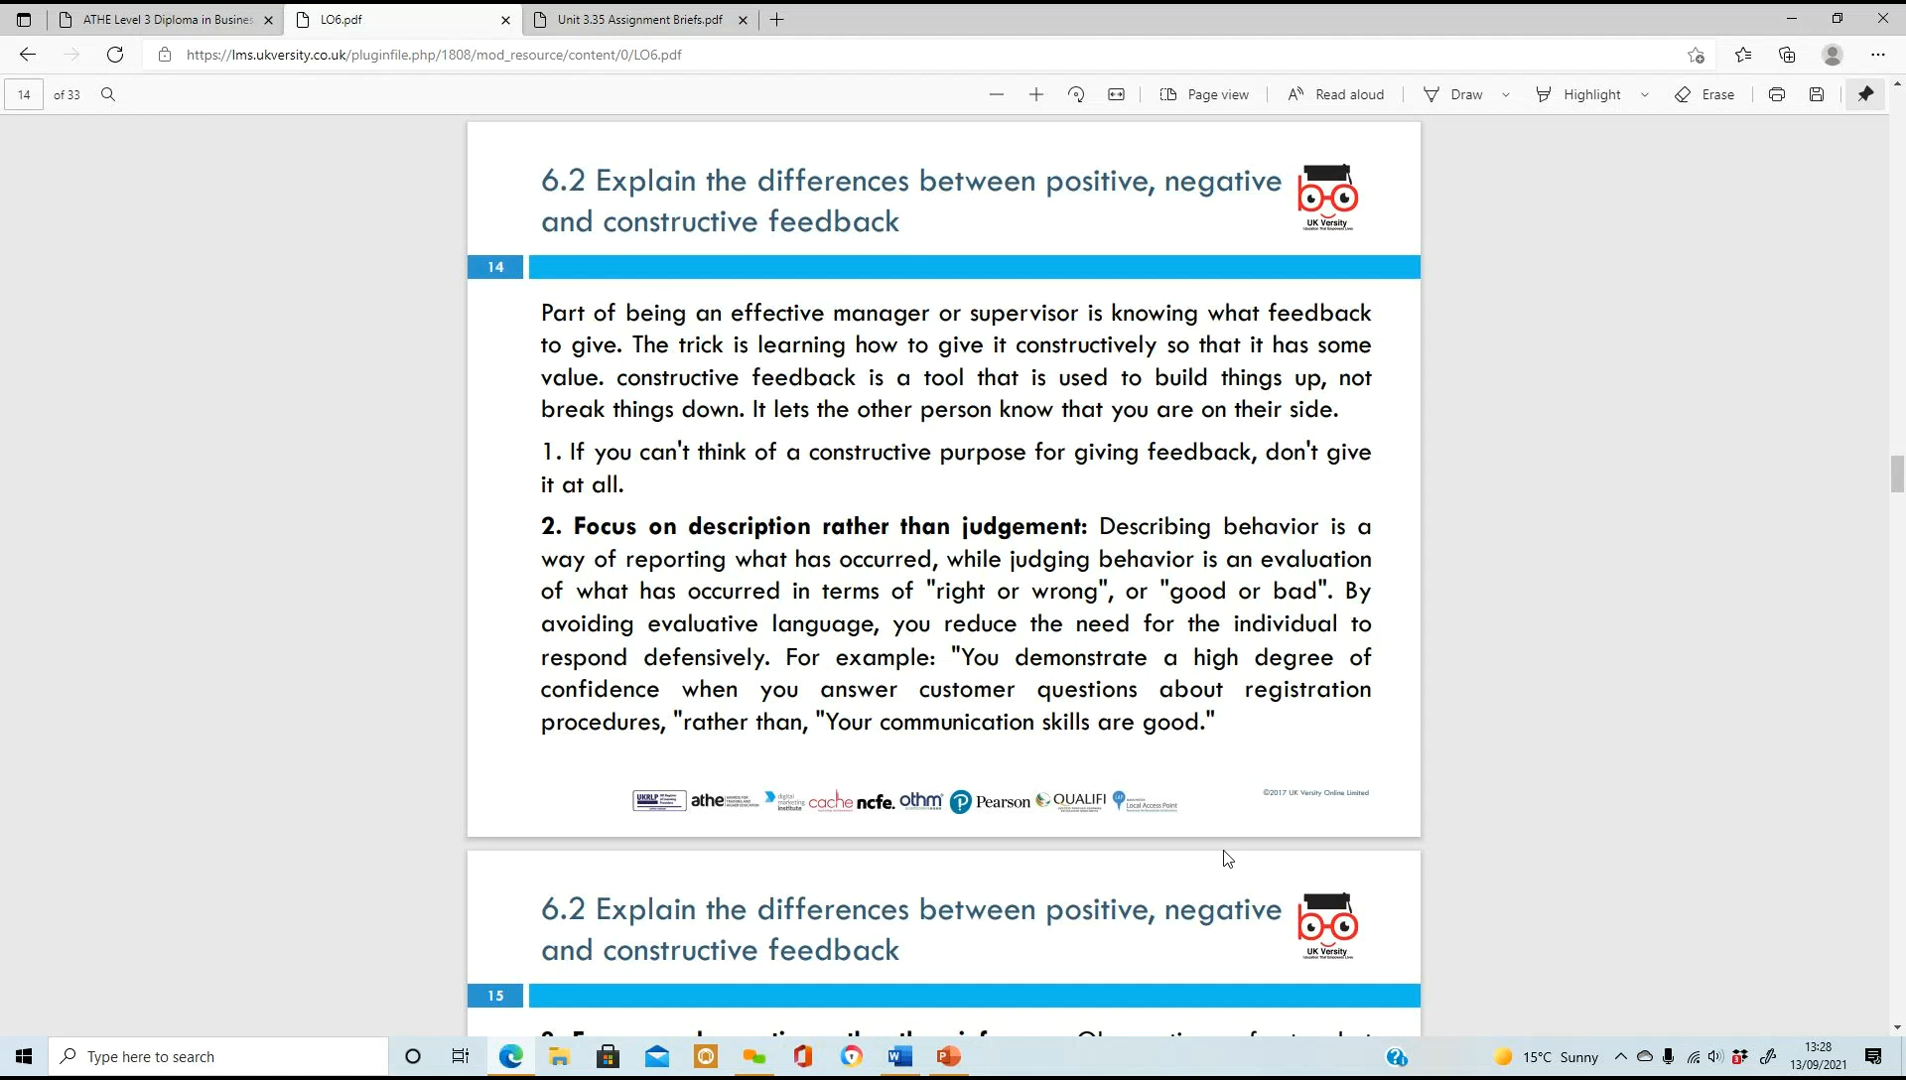 ATHE Level 3 Diploma in Busines
LO6.pdf
Unit 3.35 Assignment Briefs.pdf
https://lms.ukversity.co.uk/pluginfile.php/1808/mod_resource/content/0/LO6.pdf
14 of 33
Page view
Read aloud
Draw
Highlight
Erase
6.2 Explain the differences between positive, negative
and constructive feedback
UK Versity
14
Part of being an effective manager or supervisor is knowing what feedback
to give. The trick is learning how to give it constructively so that it has some
value. constructive feedback is a tool that is used to build things up, not
break things down. It lets the other person know that you are on their side.
1. If you can't think of a constructive purpose for giving feedback, don't give
it at all.
2. Focus on description rather than judgement: Describing behavior is a
way of reporting what has occurred, while judging behavior is an evaluation
of what has occurred in terms of "right or wrong", or "good or bad". By
avoiding evaluative language, you reduce the need for the individual to
respond defensively. For example: "You demonstrate a high degree of
confidence when you answer customer questions about registration
procedures, "rather than, "Your communication skills are good."
UKRLP
athe
digital
marketing
institute
cache
ncfe.
othm
Pearson
QUALIFI
Local Access Point
©2017 UK Versity Online Limited
6.2 Explain the differences between positive, negative
and constructive feedback
UK Versity
15
Type here to search
15°C Sunny
13:28
13/09/2021